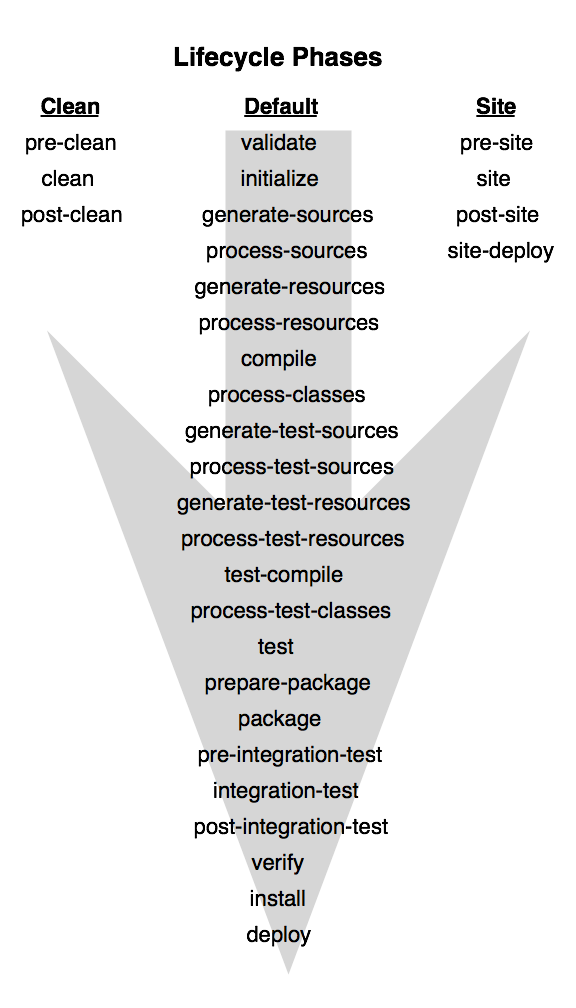 Lifecycle Phases
Clean Default Site
pre-clean validate pre-site
clean initialize site
post-clean generate-sources post-site
process-sources site-deploy
generate-resources
process-resources
compile
process-classes
generate-test-sources
process-test-sources
generate-test-resources
process-test-resources
test-compile
process-test-classes
test
prepare-package
package
pre-integration-test
integration-test
post-integration-test
verify
install
deploy